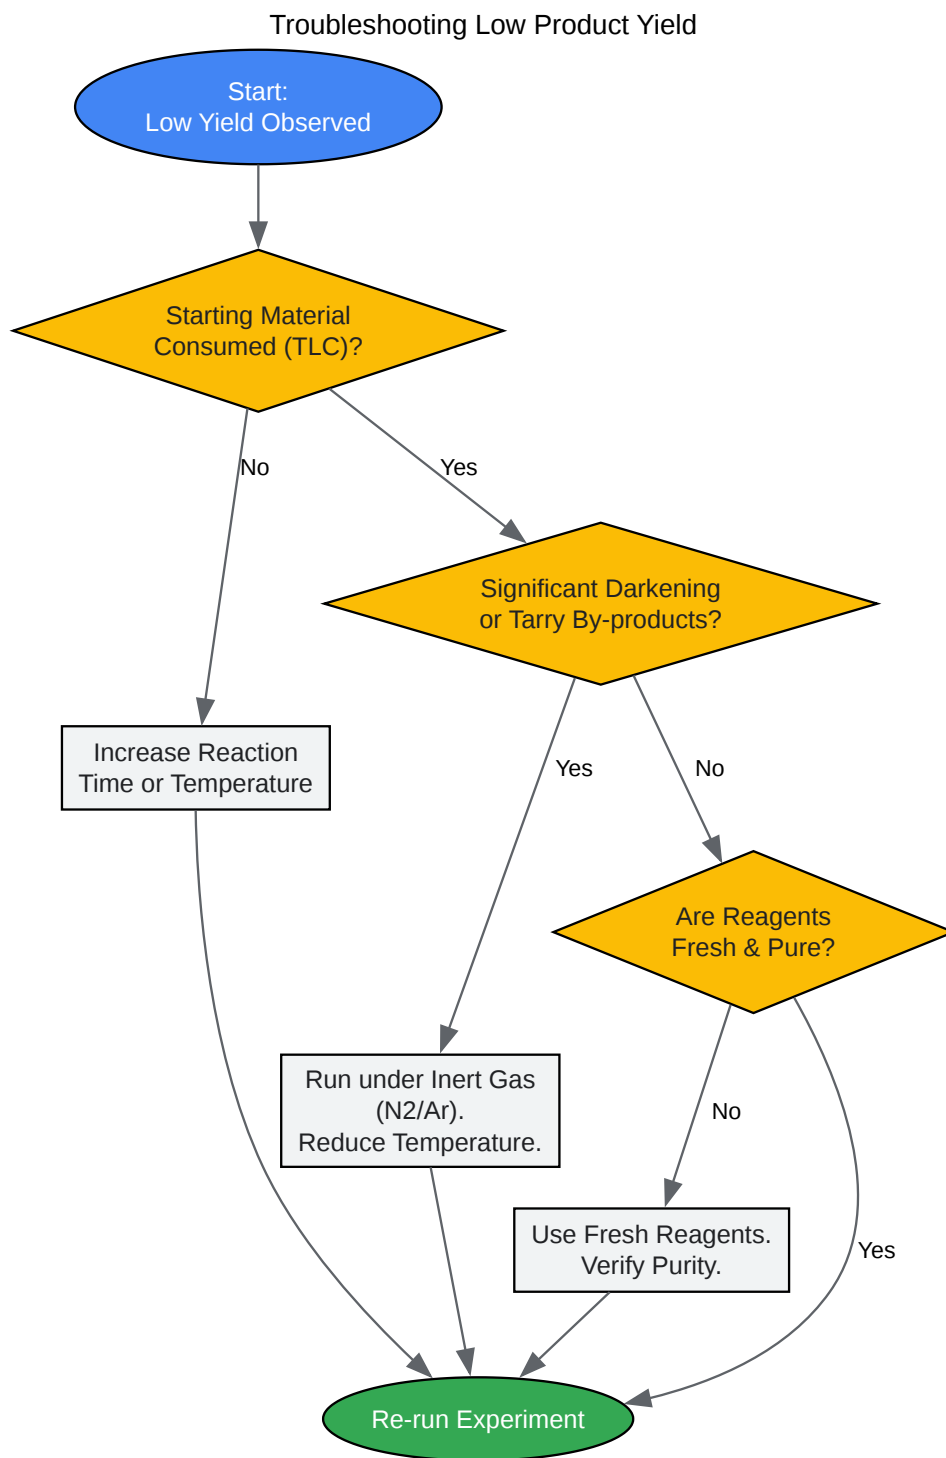 Troubleshooting Low Product Yield
Start:
Low Yield Observed
Starting Material
Consumed (TLC)?
No
Yes
Significant Darkening
or Tarry By-products?
Increase Reaction
Time or Temperature
Yes
No
Are Reagents
Fresh & Pure?
Run under Inert Gas
(N2/Ar).
Reduce Temperature.
No
Use Fresh Reagents.
Verify Purity.
Yes
Re-run Experiment